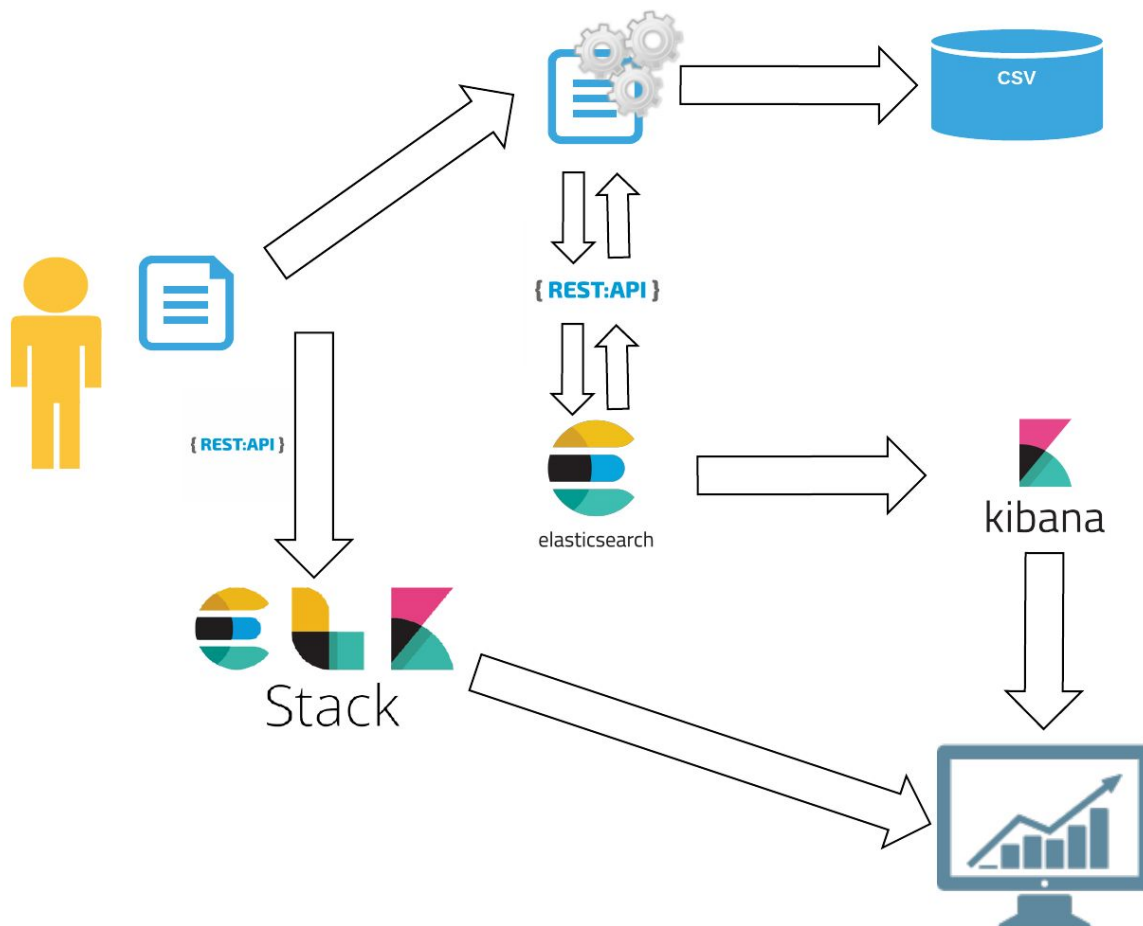 CSV
{ REST:API }
{ REST:API }
elasticsearch
kibana
Stack